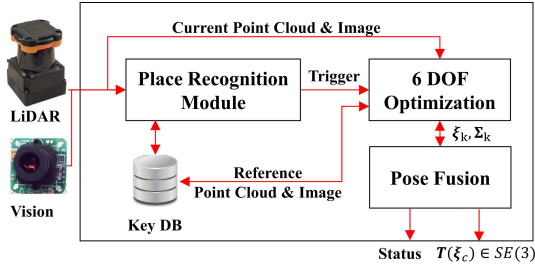 Current Point Cloud & Image
LiDAR
Place Recognition
Module
Trigger
6 DOF
Optimization
ξk, Σk
Reference
Point Cloud & Image
Pose Fusion
Vision
Key DB
Status
T(ξc) ∈ SE(3)